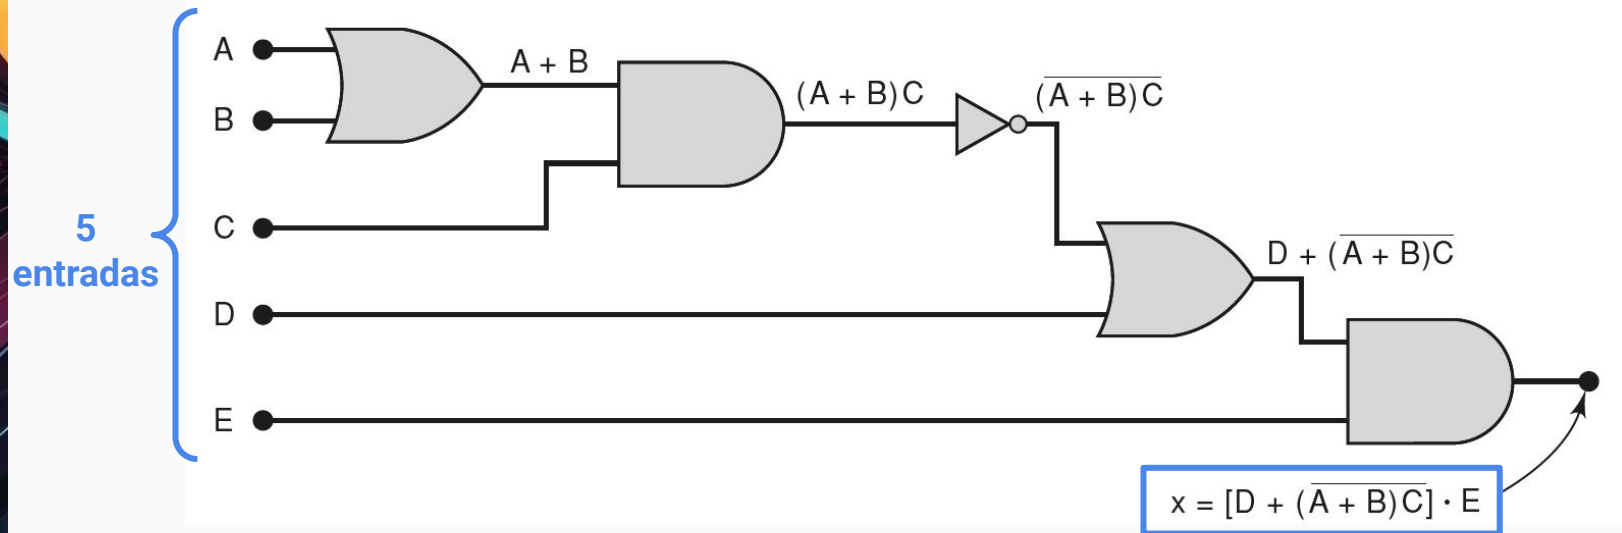 A
A + B
B
(A + B)C
(A̅ ̅+̅ ̅B̅)̅C̅
5
entradas
C
D + (A̅ ̅+̅ ̅B̅)̅C̅
D
E
x = [D + (A̅ ̅+̅ ̅B̅)̅C̅] · E